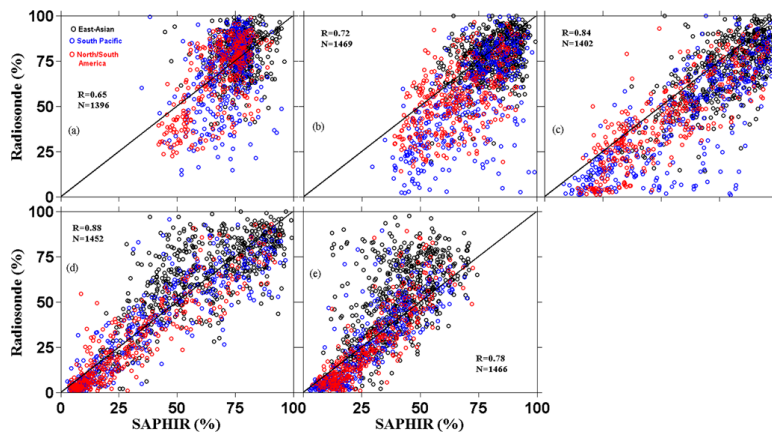 100
75
50
25
0
Radiosonde (%)
East-Asian
South Pacific
North/South
America
R=0.65
N=1396
(a)
R=0.72
N=1469
(b)
R=0.84
N=1402
(c)
100
75
50
25
0
Radiosonde (%)
R=0.88
N=1452
(d)
(e)
R=0.78
N=1466
0 25 50 75 100
25 50 75 100
SAPHIR (%)
SAPHIR (%)